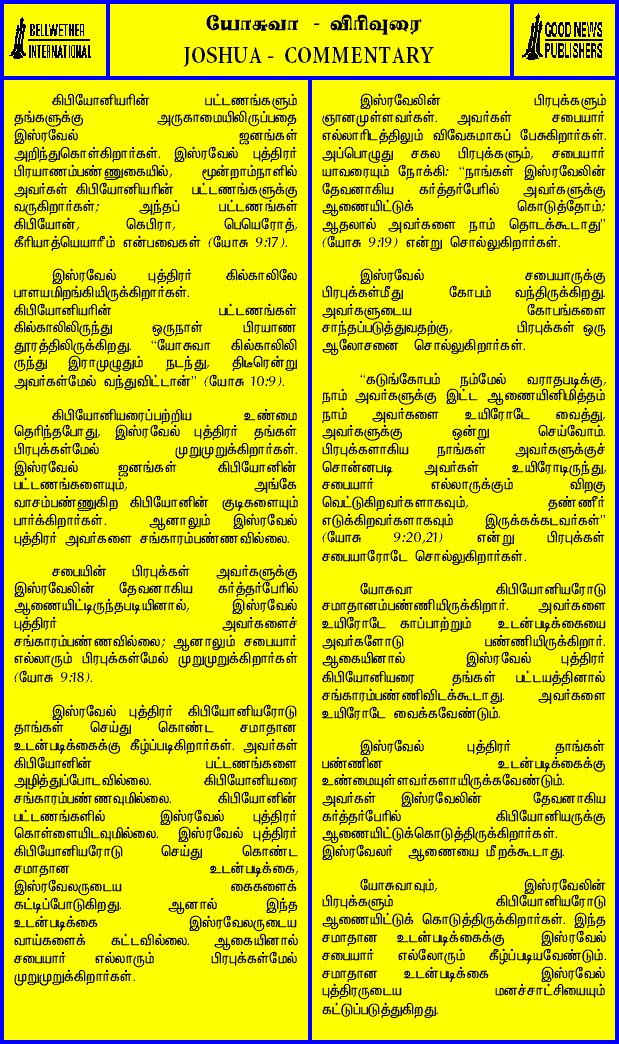 BELLWETHER
INTERNATIONAL
யோசுவா - விரிவுரை
JOSHUA - COMMENTARY
GOOD NEWS
PUBLISHERS
கிபியோனியரின் பட்டணங்களும்
தங்களுக்கு அருகாமையிலிருப்பதை
இஸ்ரவேல் ஜனங்கள்
அறிந்துகொள்கிறார்கள். இஸ்ரவேல் புத்திரர்
பிரயாணம்பண்ணுகையில், மூன்றாம்நாளில்
அவர்கள் கிபியோனியரின் பட்டணங்களுக்கு
வருகிறார்கள்; அந்தப் பட்டணங்கள்
கிபியோன், கெபிரா, பெயெரோத்,
கீரியாத்யெயாரீம் என்பவைகள் (யோசு 9:17).
இஸ்ரவேல் புத்திரர் கில்காலிலே
பாளயமிறங்கியிருக்கிறார்கள்.
கிபியோனியரின் பட்டணங்கள்
கில்காலிலிருந்து ஒருநாள் பிரயாண
தூரத்திலிருக்கிறது. “யோசுவா கில்காலிலி
ருந்து இராமுழுதும் நடந்து, திடீரென்று
அவர்கள்மேல் வந்துவிட்டான்” (யோசு 10:9).
கிபியோனியரைப்பற்றிய உண்மை
தெரிந்தபோது, இஸ்ரவேல் புத்திரர் தங்கள்
பிரபுக்கள்மேல் முறுமுறுக்கிறார்கள்.
இஸ்ரவேல் ஜனங்கள் கிபியோனின்
பட்டணங்களையும், அங்கே
வாசம்பண்ணுகிற கிபியோனின் குடிகளையும்
பார்க்கிறார்கள். ஆனாலும் இஸ்ரவேல்
புத்திரர் அவர்களை சங்காரம்பண்ணவில்லை.
சபையின் பிரபுக்கள் அவர்களுக்கு
இஸ்ரவேலின் தேவனாகிய கர்த்தர்பேரில்
ஆணையிட்டிருந்தபடியினால், இஸ்ரவேல்
புத்திரர் அவர்களைச்
சங்காரம்பண்ணவில்லை; ஆனாலும் சபையார்
எல்லாரும் பிரபுக்கள்மேல் முறுமுறுக்கிறார்கள்
(யோசு 9:18).
இஸ்ரவேல் புத்திரர் கிபியோனியரோடு
தாங்கள் செய்து கொண்ட சமாதான
உடன்படிக்கைக்கு கீழ்ப்படிகிறார்கள். அவர்கள்
கிபியோனின் பட்டணங்களை
அழித்துப்போடவில்லை. கிபியோனியரை
சங்காரம்பண்ணவுமில்லை. கிபியோனின்
பட்டணங்களில் இஸ்ரவேல் புத்திரர்
கொள்ளையிடவுமில்லை. இஸ்ரவேல் புத்திரர்
கிபியோனியரோடு செய்து கொண்ட
சமாதான உடன்படிக்கை,
இஸ்ரவேலருடைய கைகளைக்
கட்டிப்போடுகிறது. ஆனால் இந்த
உடன்படிக்கை இஸ்ரவேலருடைய
வாய்களைக் கட்டவில்லை. ஆகையினால்
சபையார் எல்லாரும் பிரபுக்கள்மேல்
முறுமுறுக்கிறார்கள்.
இஸ்ரவேலின் பிரபுக்களும்
ஞானமுள்ளவர்கள். அவர்கள் சபையார்
எல்லாரிடத்திலும் விவேகமாகப் பேசுகிறார்கள்.
அப்பொழுது சகல பிரபுக்களும், சபையார்
யாவரையும் நோக்கி: “நாங்கள் இஸ்ரவேலின்
தேவனாகிய கர்த்தர்பேரில் அவர்களுக்கு
ஆணையிட்டுக் கொடுத்தோம்;
ஆதலால் அவர்களை நாம் தொடக்கூடாது”
(யோசு 9:19) என்று சொல்லுகிறார்கள்.
இஸ்ரவேல் சபையாருக்கு
பிரபுக்கள்மீது கோபம் வந்திருக்கிறது.
அவர்களுடைய கோபங்களை
சாந்தப்படுத்துவதற்கு, பிரபுக்கள் ஒரு
ஆலோசனை சொல்லுகிறார்கள்.
“கடுங்கோபம் நம்மேல் வராதபடிக்கு,
நாம் அவர்களுக்கு இட்ட ஆணையினிமித்தம்
நாம் அவர்களை உயிரோடே வைத்து,
அவர்களுக்கு ஒன்று செய்வோம்.
பிரபுக்களாகிய நாங்கள் அவர்களுக்குச்
சொன்னபடி அவர்கள் உயிரோடிருந்து,
சபையார் எல்லாருக்கும் விறகு
வெட்டுகிறவர்களாகவும், தண்ணீர்
எடுக்கிறவர்களாகவும் இருக்கக்கடவர்கள்”
(யோசு 9:20,21) என்று பிரபுக்கள்
சபையாரோடே சொல்லுகிறார்கள்.
யோசுவா கிபியோனியரோடு
சமாதானம்பண்ணியிருக்கிறார். அவர்களை
உயிரோடே காப்பாற்றும் உடன்படிக்கையை
அவர்களோடு பண்ணியிருக்கிறார்.
ஆகையினால் இஸ்ரவேல் புத்திரர்
கிபியோனியரை தங்கள் பட்டயத்தினால்
சங்காரம்பண்ணிவிடக்கூடாது. அவர்களை
உயிரோடே வைக்கவேண்டும்.
இஸ்ரவேல் புத்திரர் தாங்கள்
பண்ணின உடன்படிக்கைக்கு
உண்மையுள்ளவர்களாயிருக்கவேண்டும்.
அவர்கள் இஸ்ரவேலின் தேவனாகிய
கர்த்தர்பேரில் கிபியோனியருக்கு
ஆணையிட்டுக்கொடுத்திருக்கிறார்கள்.
இஸ்ரவேலர் ஆணையை மீறக்கூடாது.
யோசுவாவும், இஸ்ரவேலின்
பிரபுக்களும் கிபியோனியரோடு
ஆணையிட்டுக் கொடுத்திருக்கிறார்கள். இந்த
சமாதான உடன்படிக்கைக்கு இஸ்ரவேல்
சபையார் எல்லோரும் கீழ்ப்படியவேண்டும்.
சமாதான உடன்படிக்கை இஸ்ரவேல்
புத்திரருடைய மனச்சாட்சியையும்
கட்டுப்படுத்துகிறது.